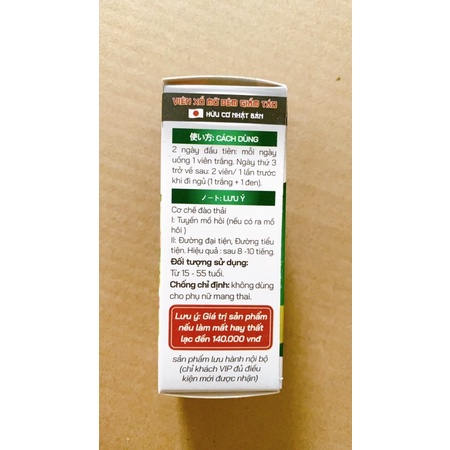 VIÊN XỔ MỠ ĐÊM GIẤM TÁO
HỮU CƠ NHẬT BẢN
使い方: CÁCH DÙNG
2 ngày đầu tiên: mỗi ngày
uống 1 viên trắng. Ngày thứ 3
trở về sau: 2 viên/ 1 lần trước
khi đi ngủ (1 trắng + 1 đen).
ノート: LƯU Ý
Cơ chế đào thải
I: Tuyến mồ hôi (nếu có ra mồ
hôi )
II: Đường đại tiện, Đường tiểu
tiện. Hiệu quả : sau 8 -10 tiếng.
Đối tượng sử dụng:
Từ 15 - 55 tuổi.
Chống chỉ định: không dùng
cho phụ nữ mang thai.
Lưu ý: Giá trị sản phẩm
nếu làm mất hay thất
lạc đến 140.000 vnđ
sản phẩm lưu hành nội bộ
(chỉ khách VIP đủ điều
kiện mới được nhận)